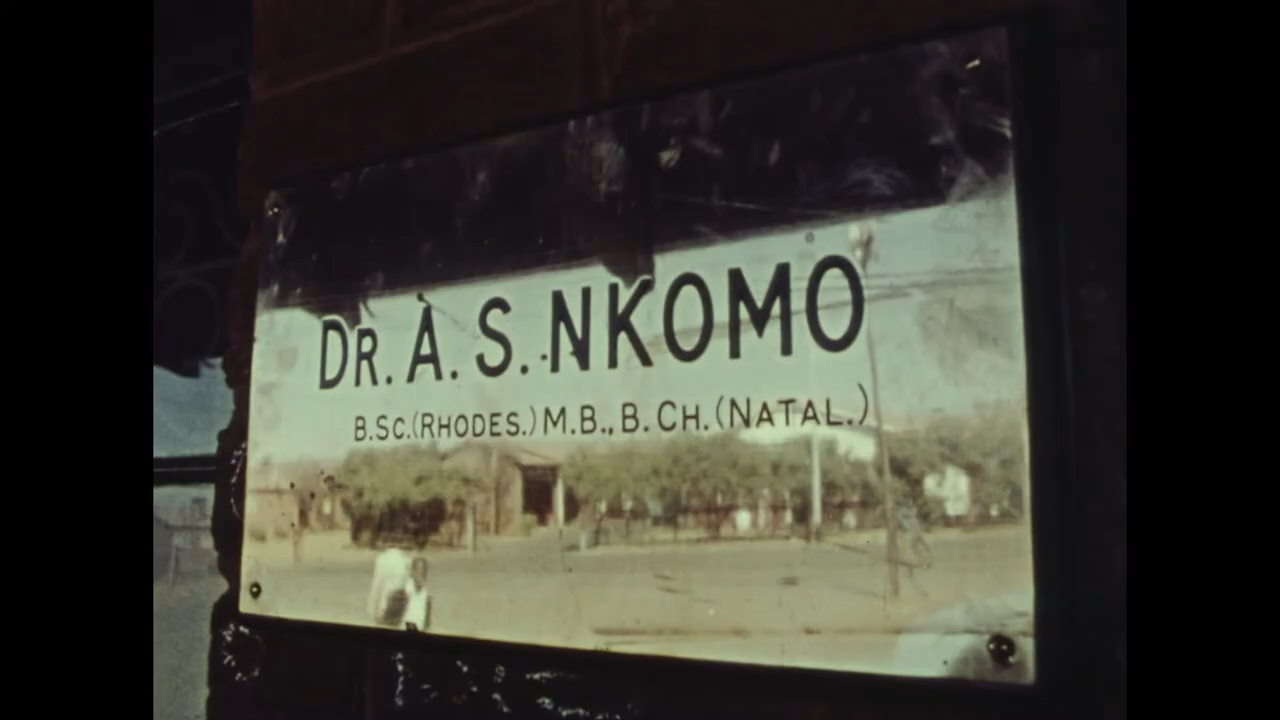 DR. A. S. NKOMO
B.SC.(RHODES.) M.B., B.CH.(NATAL.)